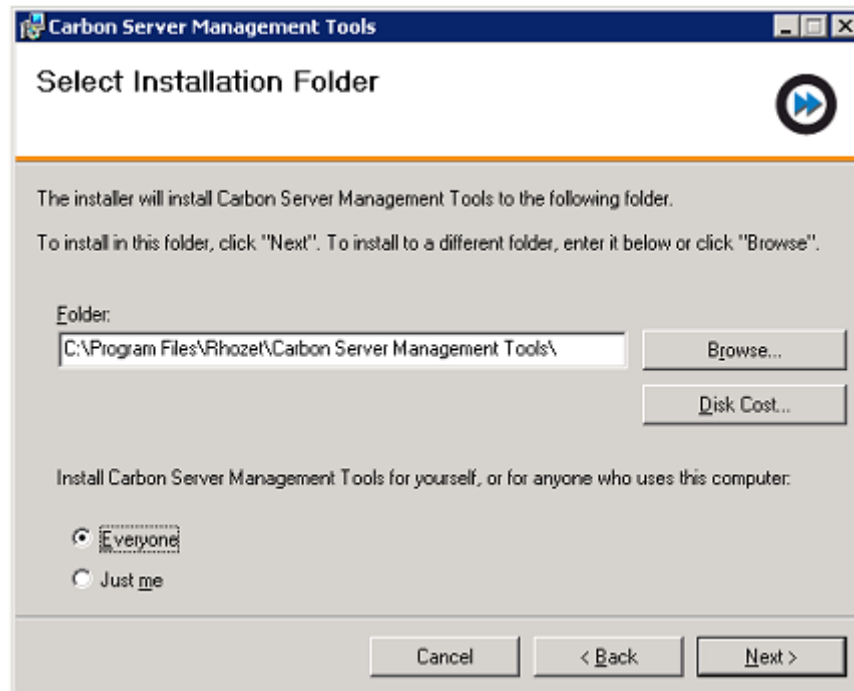 Carbon Server Management Tools
Select Installation Folder
The installer will install Carbon Server Management Tools to the following folder.
To install in this folder, click "Next". To install to a different folder, enter it below or click "Browse".
Folder:
C:\Program Files\Rhozet\Carbon Server Management Tools\
Browse...
Disk Cost...
Install Carbon Server Management Tools for yourself, or for anyone who uses this computer:
Everyone
Just me
Cancel
< Back
Next >